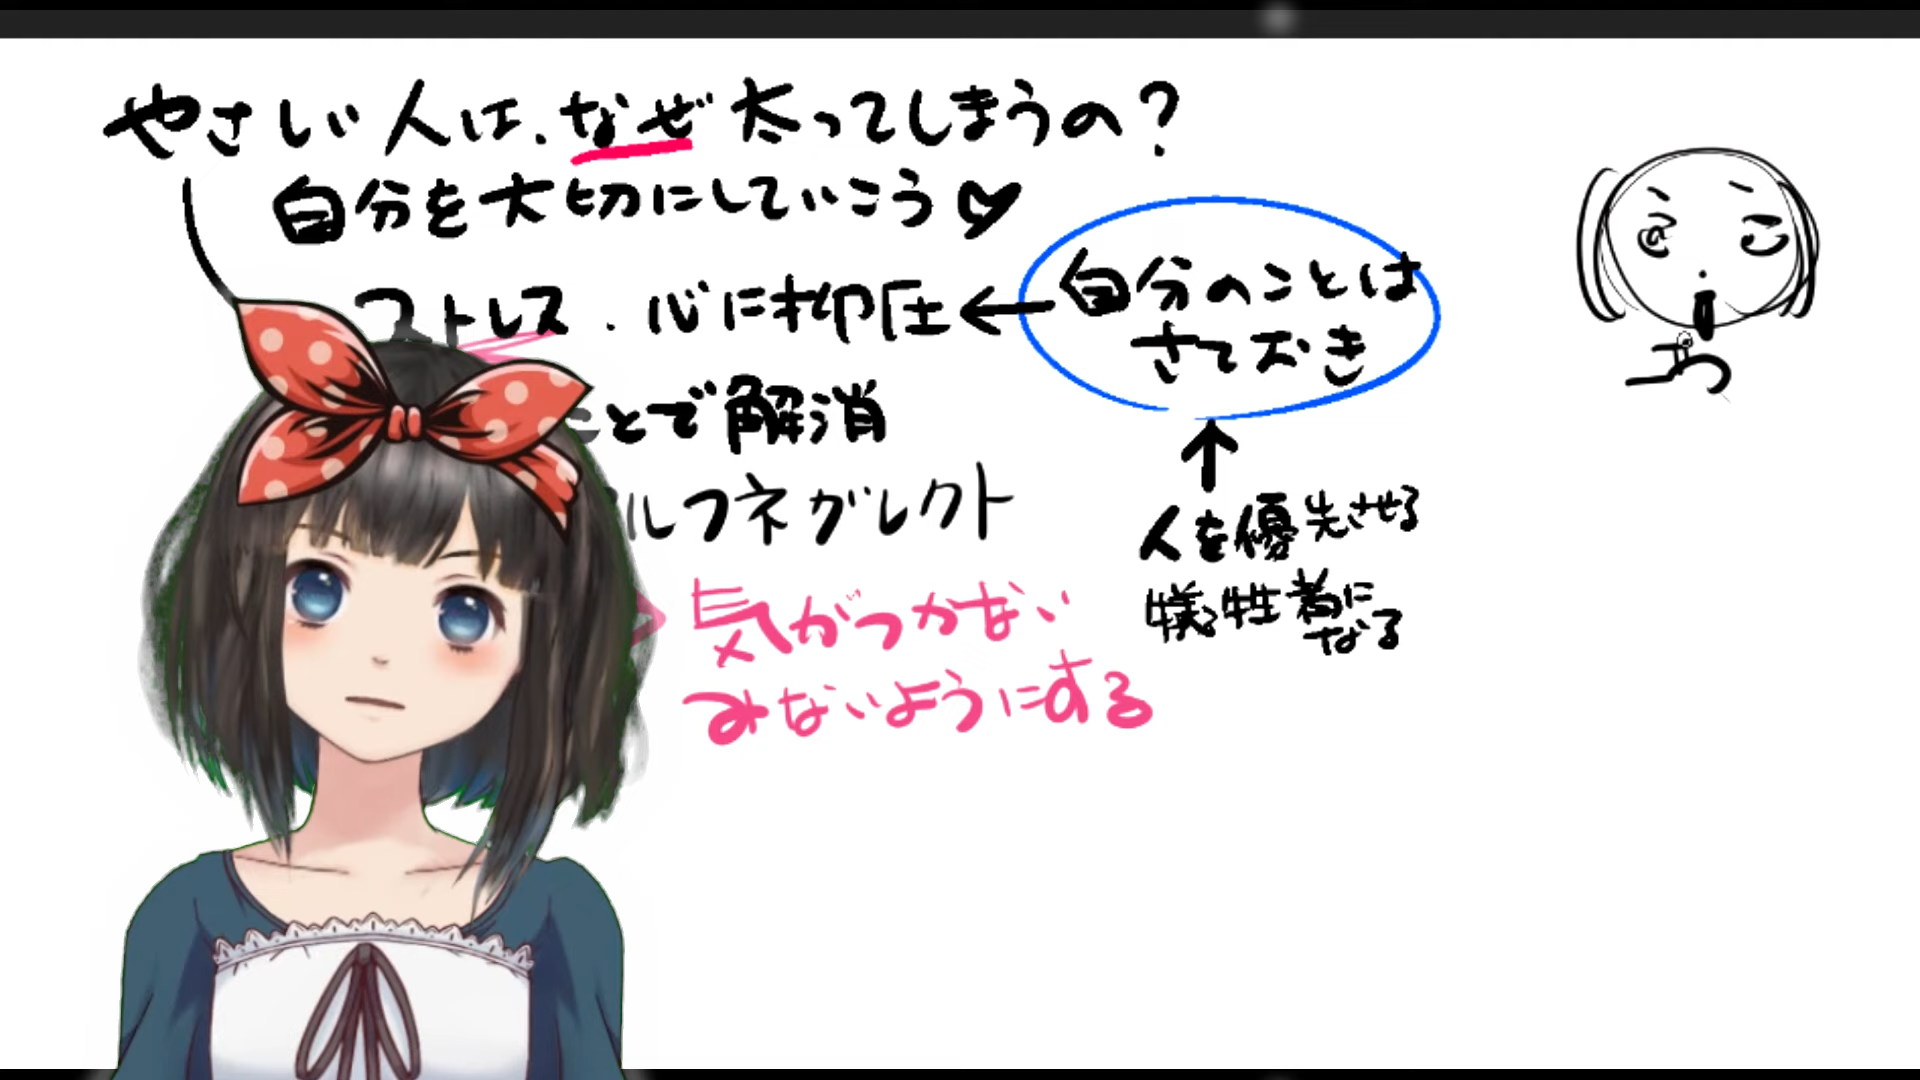 やさしい人は、なぜ太ってしまうの?
自分を大切にしていこう♡
ストレス・心に抑圧←自分のことは
さておき
ことで解消
ルフネグレクト
人を優先させる
犠牲者に
なる
気がつかない
みないようにする